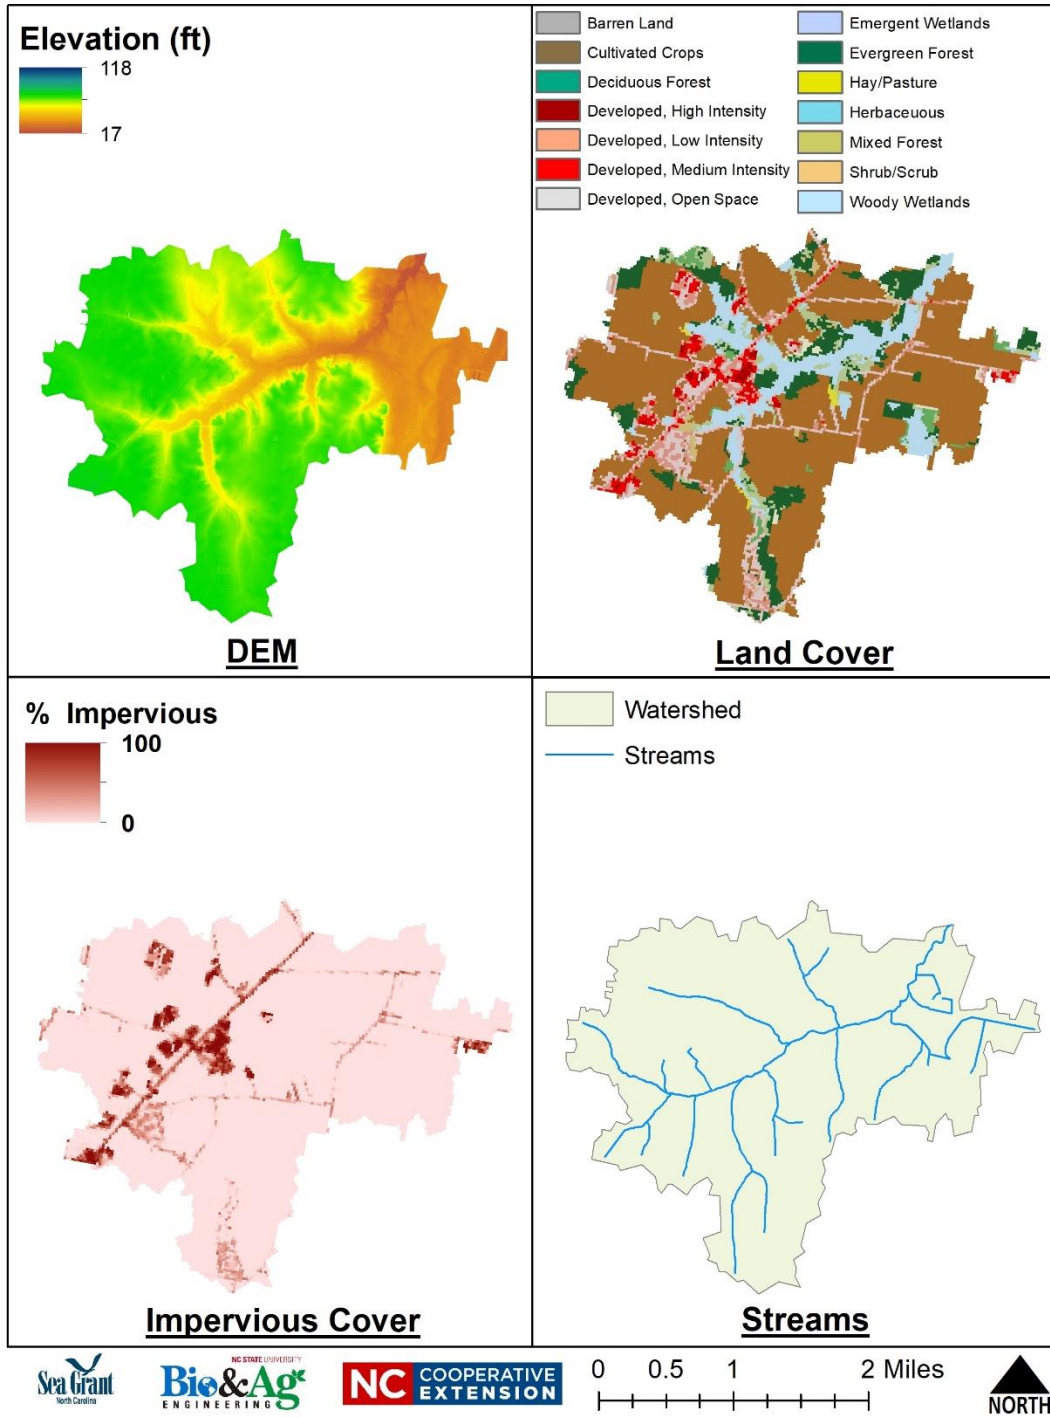 Elevation (ft)
118
17
DEM
Barren Land
Cultivated Crops
Deciduous Forest
Developed, High Intensity
Developed, Low Intensity
Developed, Medium Intensity
Developed, Open Space
Emergent Wetlands
Evergreen Forest
Hay/Pasture
Herbaceuous
Mixed Forest
Shrub/Scrub
Woody Wetlands
Land Cover
% Impervious
100
0
Impervious Cover
Watershed
Streams
Streams
Sea Grant
North Carolina
NC STATE UNIVERSITY
Bio&Ag
ENGINEERING
NC COOPERATIVE
EXTENSION
0 0.5 1 2 Miles
NORTH